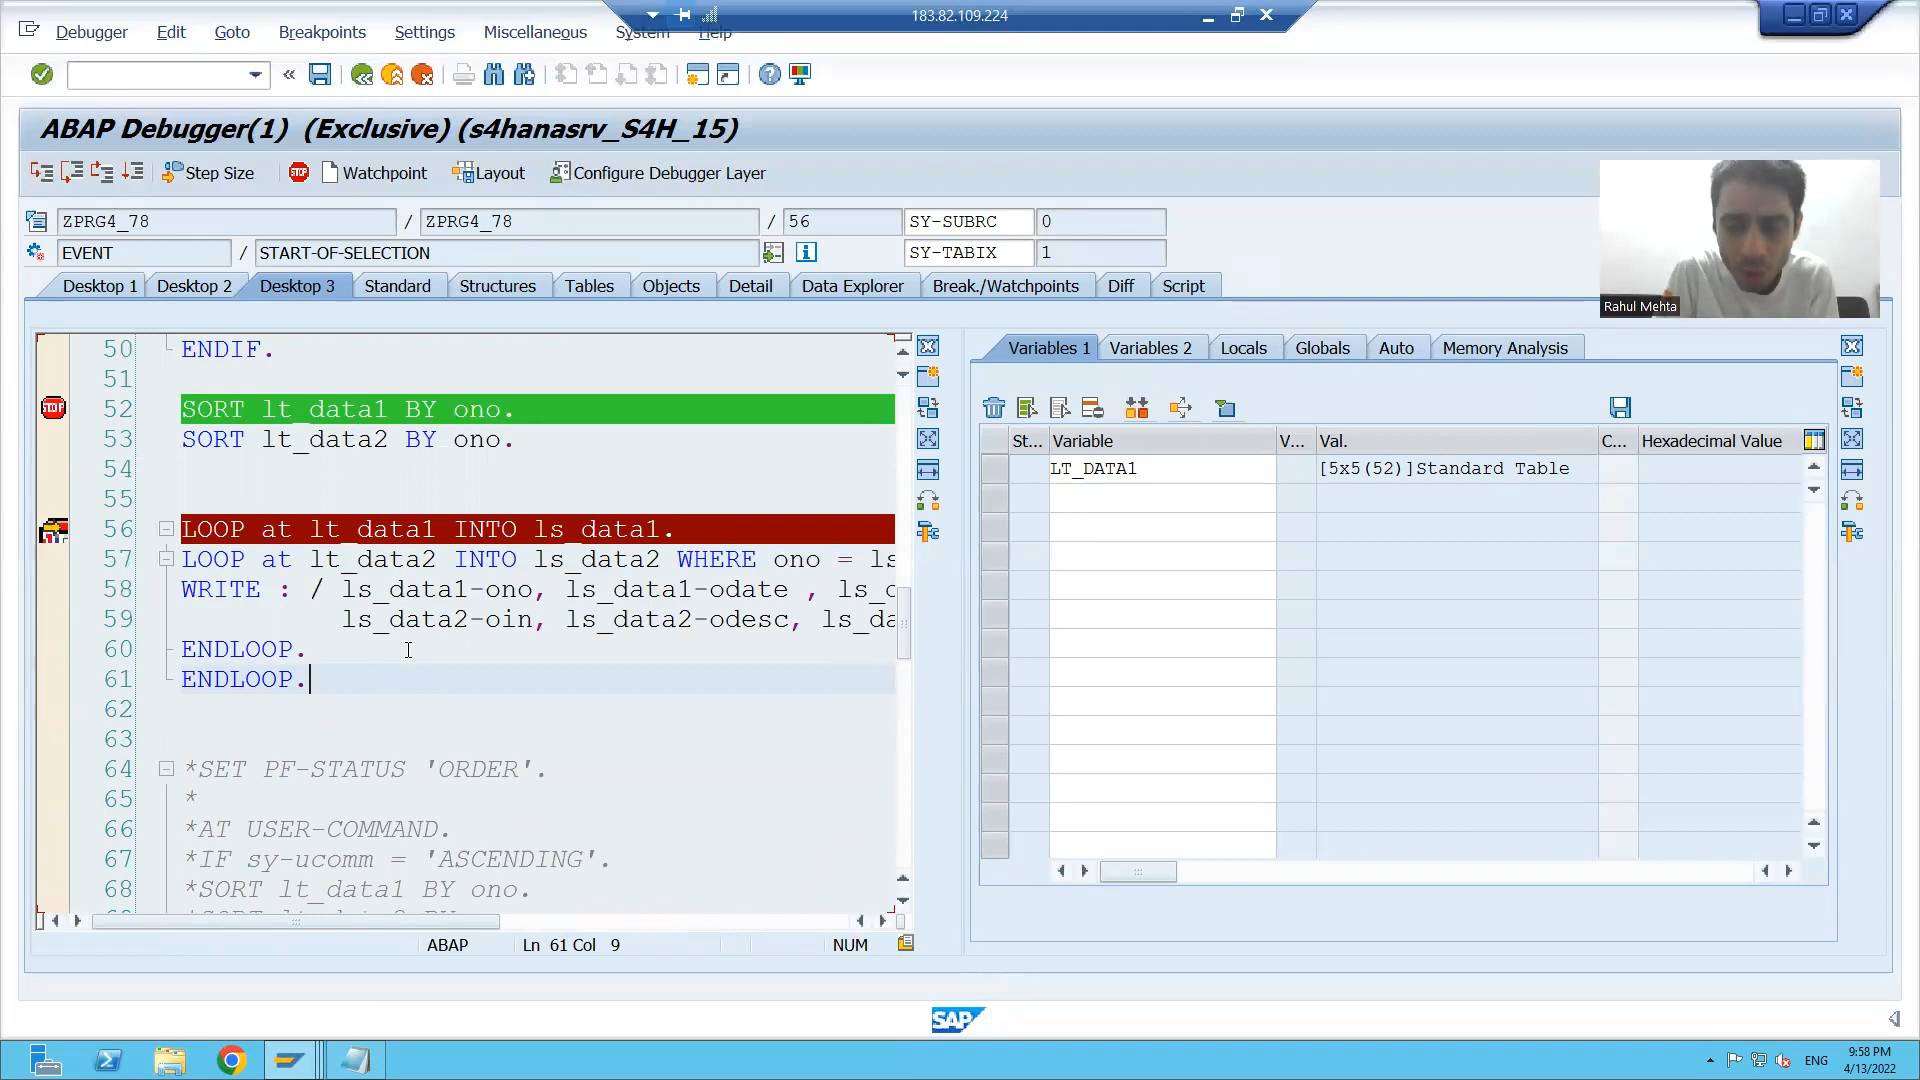 183.82.109.224
Debugger Edit Goto Breakpoints Settings Miscellaneous System Help
ABAP Debugger(1) (Exclusive) (s4hanasrv_S4H_15)
Step Size STOP Watchpoint Layout Configure Debugger Layer
ZPRG4_78 / ZPRG4_78 / 56 SY-SUBRC 0
EVENT / START-OF-SELECTION SY-TABIX 1
Rahul Mehta
Desktop 1 Desktop 2 Desktop 3 Standard Structures Tables Objects Detail Data Explorer Break./Watchpoints Diff Script
50 ENDIF.
51
STOP 52 SORT lt_data1 BY ono.
53 SORT lt_data2 BY ono.
54
55
56 LOOP at lt_data1 INTO ls_data1.
57 LOOP at lt_data2 INTO ls_data2 WHERE ono = ls
58 WRITE : / ls_data1-ono, ls_data1-odate , ls_c
59 ls_data2-oin, ls_data2-odesc, ls_da
60 ENDLOOP.
61 ENDLOOP.
62
63
64 *SET PF-STATUS 'ORDER'.
65 *
66 *AT USER-COMMAND.
67 *IF sy-ucomm = 'ASCENDING'.
68 *SORT lt_data1 BY ono.
ABAP Ln 61 Col 9 NUM
Variables 1 Variables 2 Locals Globals Auto Memory Analysis
St... Variable V... Val. C... Hexadecimal Value
LT_DATA1 [5x5(52)]Standard Table
SAP
ENG 9:58 PM
4/13/2022